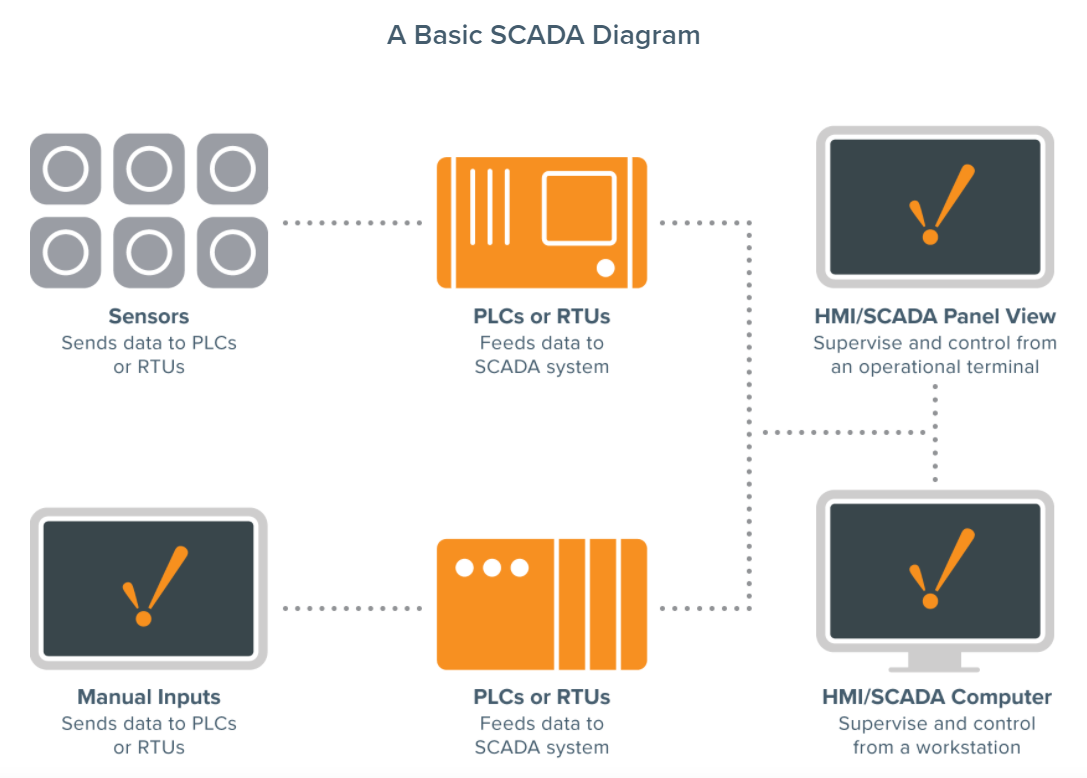 A Basic SCADA Diagram
Sensors
Sends data to PLCs
or RTUs
PLCs or RTUs
Feeds data to
SCADA system
HMI/SCADA Panel View
Supervise and control from
an operational terminal
Manual Inputs
Sends data to PLCs
or RTUs
PLCs or RTUs
Feeds data to
SCADA system
HMI/SCADA Computer
Supervise and control
from a workstation